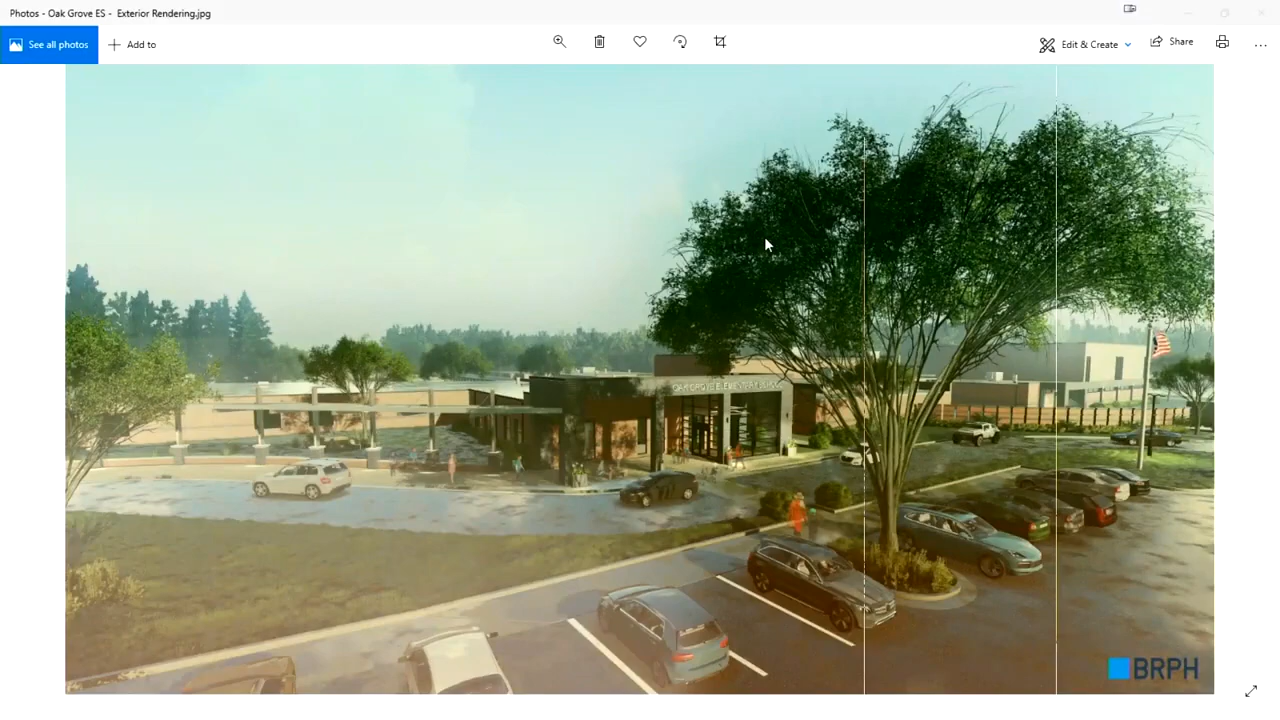 Photos - Oak Grove ES - Exterior Rendering.jpg
See all photos
Add to
Edit & Create
Share
OAK GROVE ELEMENTARY SCHOOL
BRPH